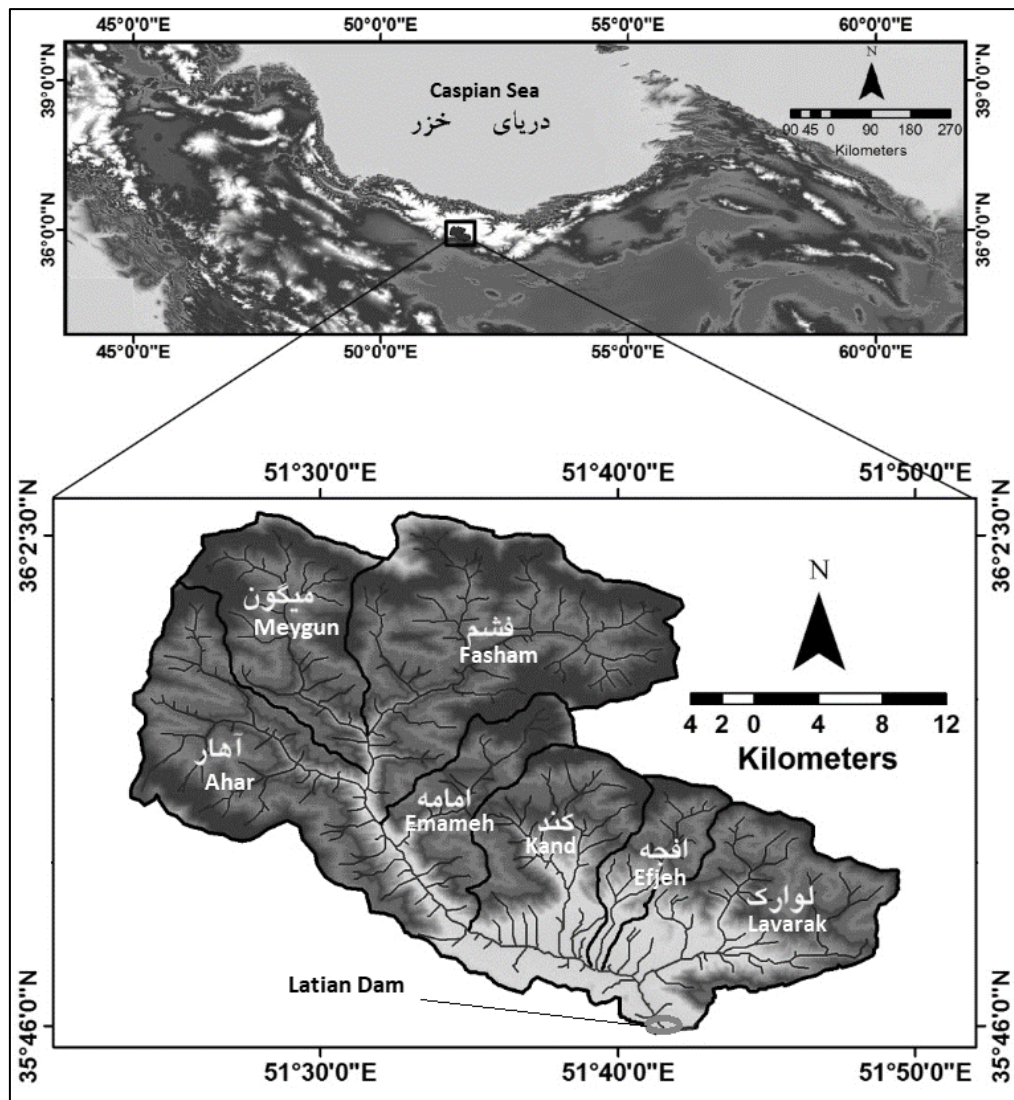 45°0'0"E 50°0'0"E 55°0'0"E 60°0'0"E
39°0'0"N
36°0'0"N
Caspian Sea
دریای خزر
N
90 45 0 90 180 270
Kilometers
39°0'0"N
36°0'0"N
45°0'0"E 50°0'0"E 55°0'0"E 60°0'0"E
51°30'0"E 51°40'0"E 51°50'0"E
36°2'30"N
36°2'30"N
میگون
Meygun
فشم
Fasham
N
4 2 0 4 8 12
Kilometers
آهار
Ahar
امامه
Emameh
کند
Kand
افچه
Efjeh
لوارک
Lavarak
Latian Dam
35°46'0"N
35°46'0"N
51°30'0"E 51°40'0"E 51°50'0"E